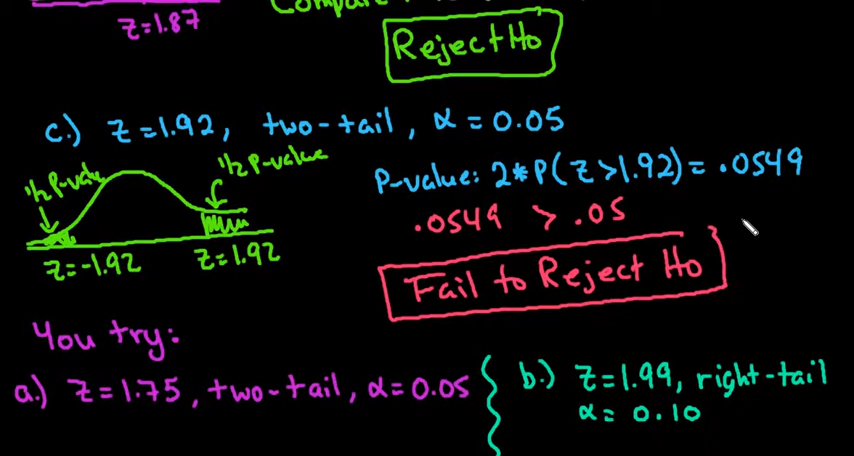 Compare
z=1.87
Reject Ho
c.) z=1.92, two-tail, α=0.05
½ P-value
½ P-value
P-value: 2*P(z>1.92)=.0549
.0549 > .05
z=-1.92
z=1.92
Fail to Reject Ho
You try:
a.) z=1.75, two-tail, α=0.05
b.) z=1.99, right-tail
α=0.10